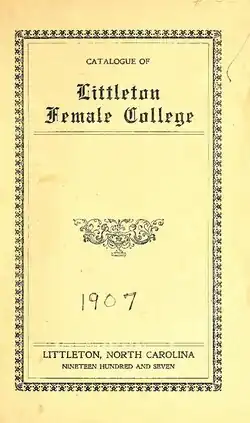 CATALOGUE OF
Littleton
Female College
1907
LITTLETON, NORTH CAROLINA
NINETEEN HUNDRED AND SEVEN